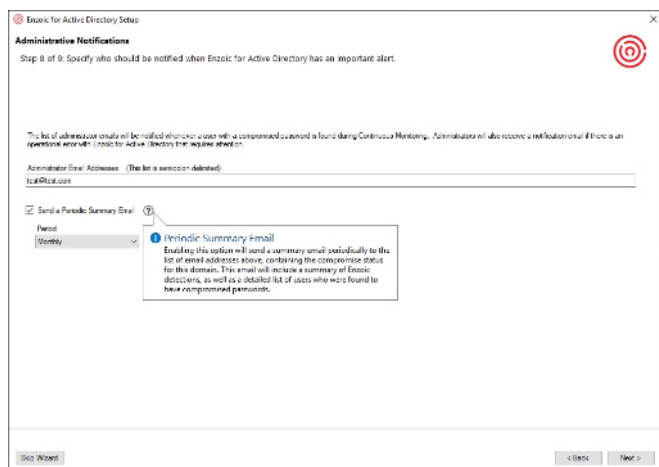 Enzoic for Active Directory Setup
Administrative Notifications
Step 8 of 9: Specify who should be notified when Enzoic for Active Directory has an important alert.
The list of administrator emails will be notified whenever a user with a compromised password is found during Continuous Monitoring. Administrators will also receive a notification email if there is an
operational error with Enzoic for Active Directory that requires attention.
Administrator Email Addresses (This list is semicolon delimited)
test@test.com
Send a Periodic Summary Email ?
Period
Monthly
Periodic Summary Email
Enabling this option will send a summary email periodically to the
list of email addresses above, containing the compromise status
for this domain. This email will include a summary of Enzoic
detections, as well as a detailed list of users who were found to
have compromised passwords.
Skip Wizard
< Back
Next >